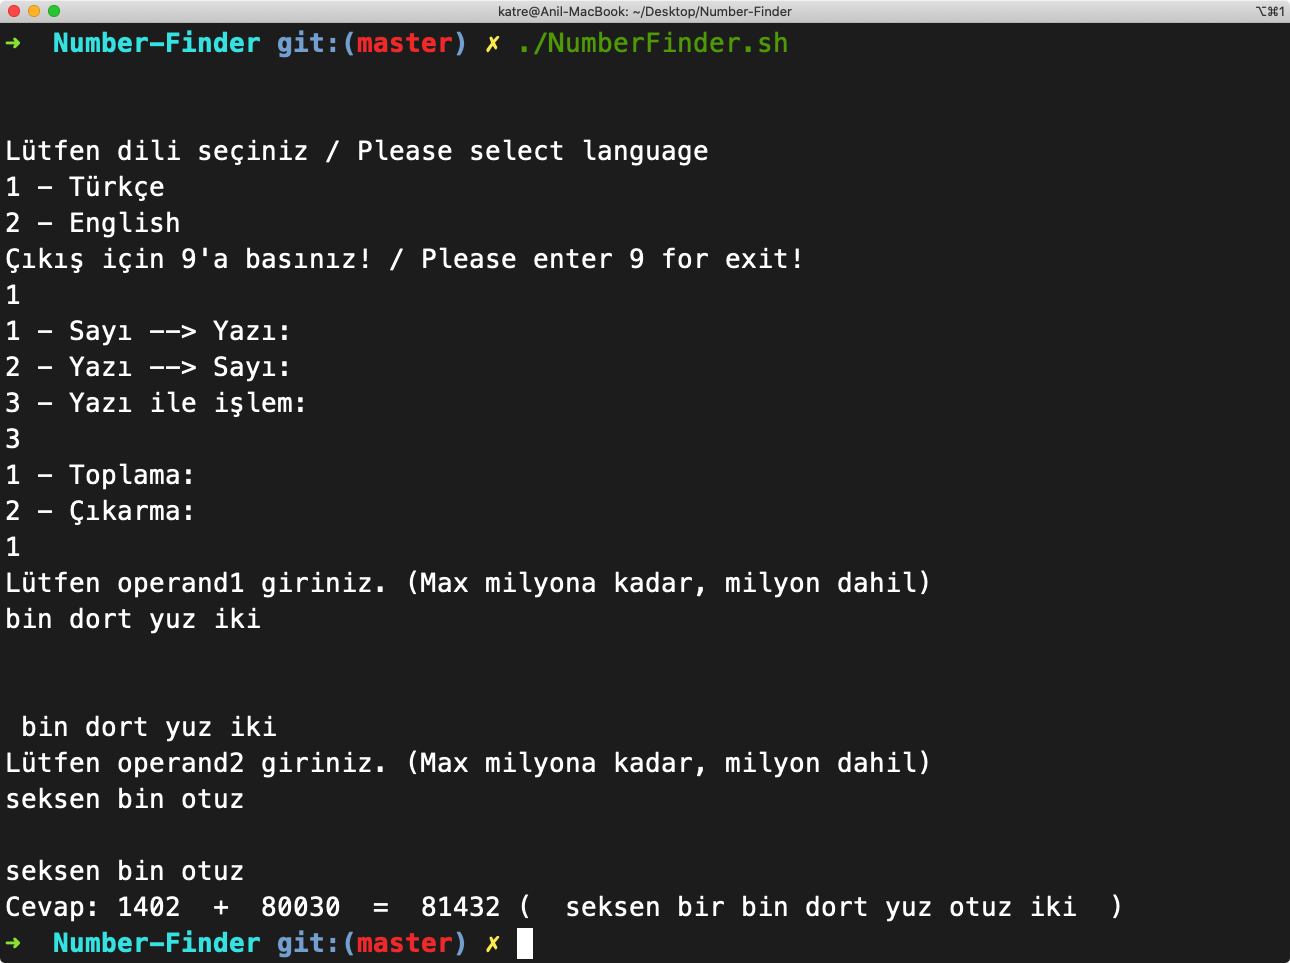 katre@Anil-MacBook: ~/Desktop/Number-Finder ⌥⌘1
➜ Number-Finder git:(master) ✗ ./NumberFinder.sh
Lütfen dili seçiniz / Please select language
1 - Türkçe
2 - English
Çıkış için 9'a basınız! / Please enter 9 for exit!
1
1 - Sayı --> Yazı:
2 - Yazı --> Sayı:
3 - Yazı ile işlem:
3
1 - Toplama:
2 - Çıkarma:
1
Lütfen operand1 giriniz. (Max milyona kadar, milyon dahil)
bin dort yuz iki
bin dort yuz iki
Lütfen operand2 giriniz. (Max milyona kadar, milyon dahil)
seksen bin otuz
seksen bin otuz
Cevap: 1402 + 80030 = 81432 ( seksen bir bin dort yuz otuz iki )
➜ Number-Finder git:(master) ✗